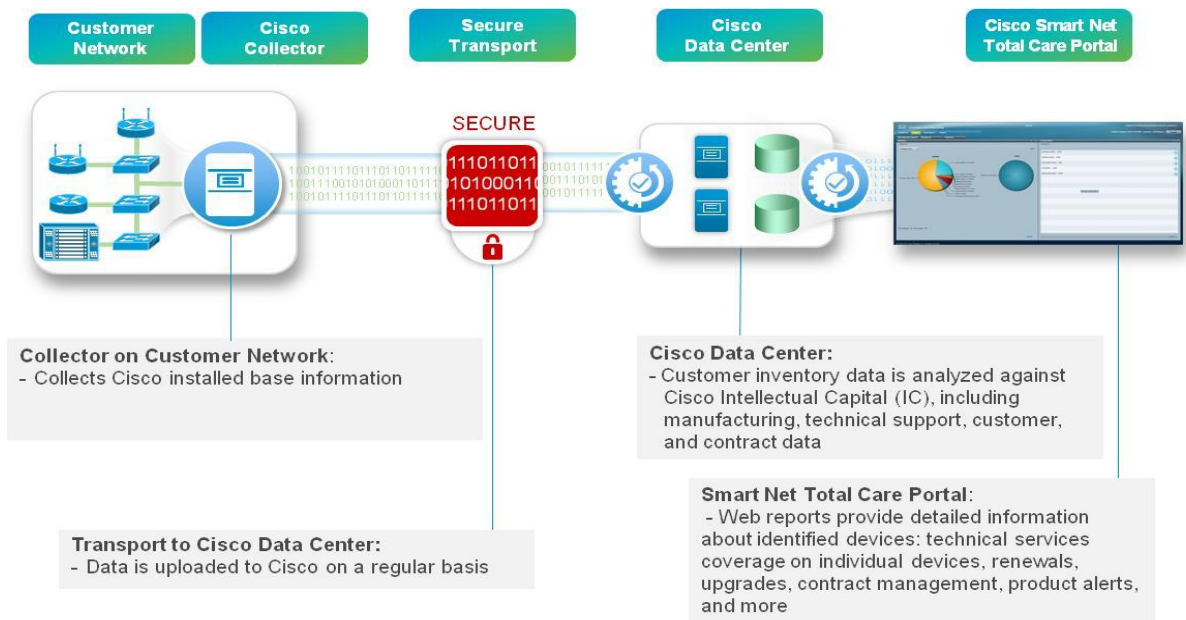 Customer
Network
Cisco
Collector
Secure
Transport
Cisco
Data Center
Cisco Smart Net
Total Care Portal
SECURE
111011011
010100011
111011011
Collector on Customer Network:
- Collects Cisco installed base information
Transport to Cisco Data Center:
- Data is uploaded to Cisco on a regular basis
Cisco Data Center:
- Customer inventory data is analyzed against
Cisco Intellectual Capital (IC), including
manufacturing, technical support, customer,
and contract data
Smart Net Total Care Portal:
- Web reports provide detailed information
about identified devices: technical services
coverage on individual devices, renewals,
upgrades, contract management, product alerts,
and more